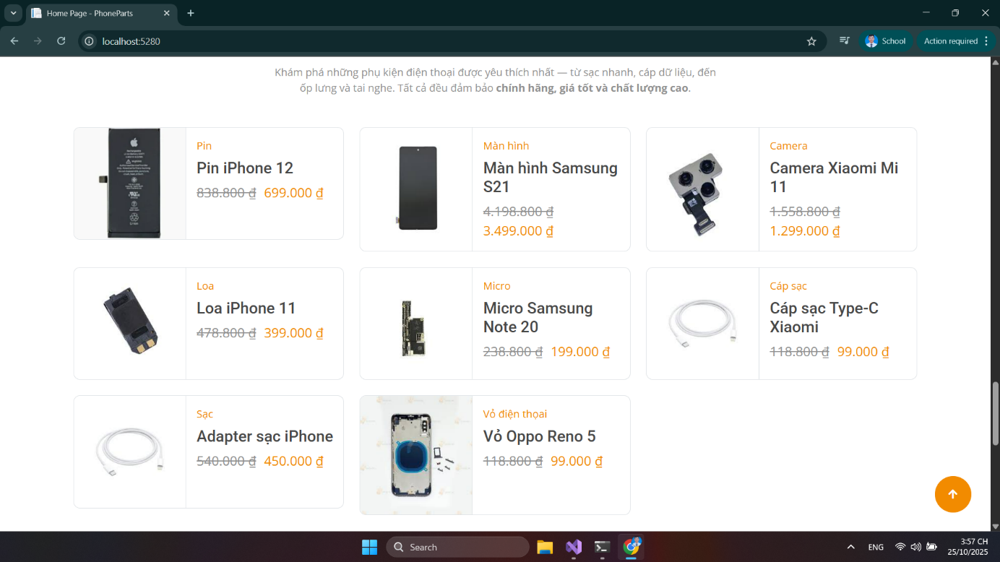 Home Page - PhoneParts
localhost:5280
School
Action required
Khám phá những phụ kiện điện thoại được yêu thích nhất — từ sạc nhanh, cáp dữ liệu, đến
ốp lưng và tai nghe. Tất cả đều đảm bảo chính hãng, giá tốt và chất lượng cao.
Pin
Pin iPhone 12
838.800 ₫ 699.000 ₫
Màn hình
Màn hình Samsung
S21
4.198.800 ₫
3.499.000 ₫
Camera
Camera Xiaomi Mi
11
1.558.800 ₫
1.299.000 ₫
Loa
Loa iPhone 11
478.800 ₫ 399.000 ₫
Micro
Micro Samsung
Note 20
238.800 ₫ 199.000 ₫
Cáp sạc
Cáp sạc Type-C
Xiaomi
118.800 ₫ 99.000 ₫
Sạc
Adapter sạc iPhone
540.000 ₫ 450.000 ₫
Vỏ điện thoại
Vỏ Oppo Reno 5
118.800 ₫ 99.000 ₫
Search
ENG
3:57 CH
25/10/2025